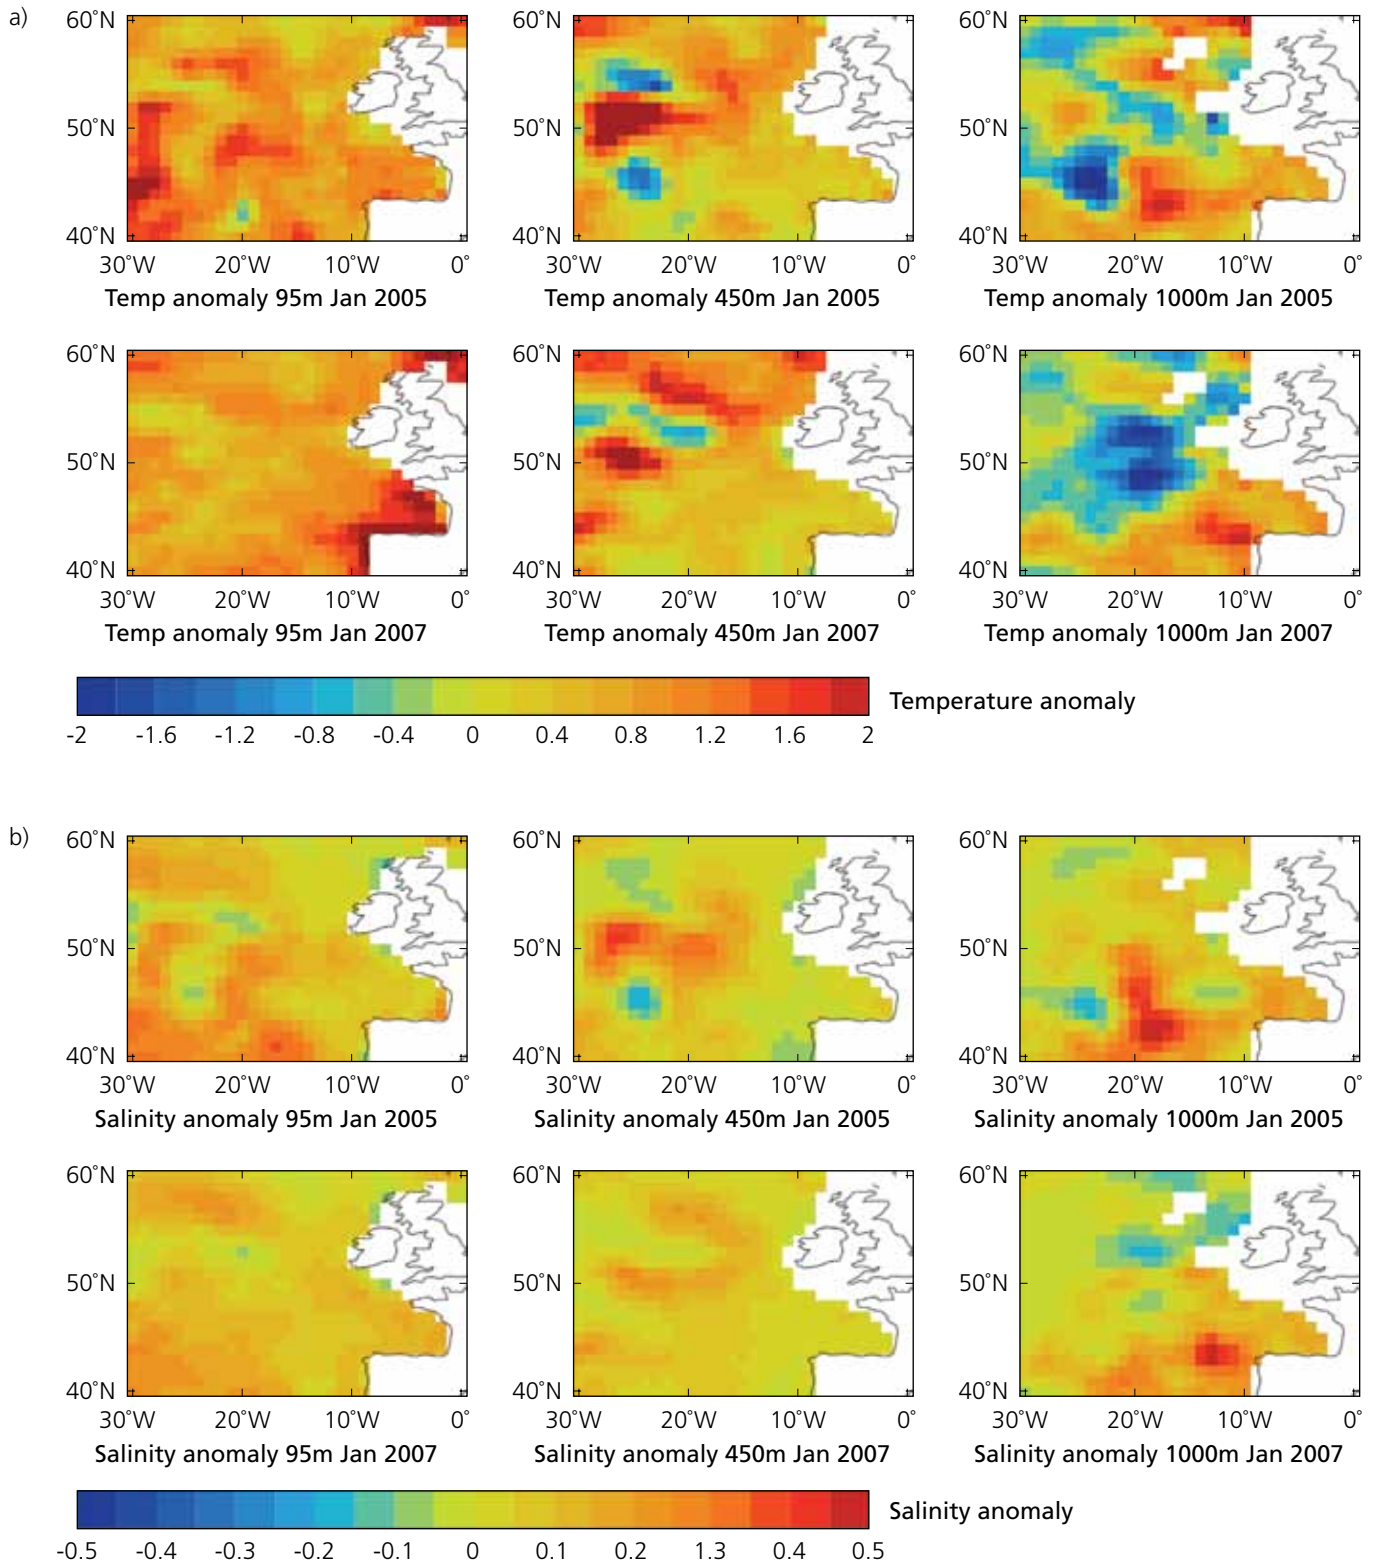 a)
60°N 50°N 40°N
30°W 20°W 10°W 0°
Temp anomaly 95m Jan 2005
60°N 50°N 40°N
30°W 20°W 10°W 0°
Temp anomaly 450m Jan 2005
60°N 50°N 40°N
30°W 20°W 10°W 0°
Temp anomaly 1000m Jan 2005
60°N 50°N 40°N
30°W 20°W 10°W 0°
Temp anomaly 95m Jan 2007
60°N 50°N 40°N
30°W 20°W 10°W 0°
Temp anomaly 450m Jan 2007
60°N 50°N 40°N
30°W 20°W 10°W 0°
Temp anomaly 1000m Jan 2007
Temperature anomaly
-2 -1.6 -1.2 -0.8 -0.4 0 0.4 0.8 1.2 1.6 2
b)
60°N 50°N 40°N
30°W 20°W 10°W 0°
Salinity anomaly 95m Jan 2005
60°N 50°N 40°N
30°W 20°W 10°W 0°
Salinity anomaly 450m Jan 2005
60°N 50°N 40°N
30°W 20°W 10°W 0°
Salinity anomaly 1000m Jan 2005
60°N 50°N 40°N
30°W 20°W 10°W 0°
Salinity anomaly 95m Jan 2007
60°N 50°N 40°N
30°W 20°W 10°W 0°
Salinity anomaly 450m Jan 2007
60°N 50°N 40°N
30°W 20°W 10°W 0°
Salinity anomaly 1000m Jan 2007
Salinity anomaly
-0.5 -0.4 -0.3 -0.2 -0.1 0 0.1 0.2 1.3 0.4 0.5